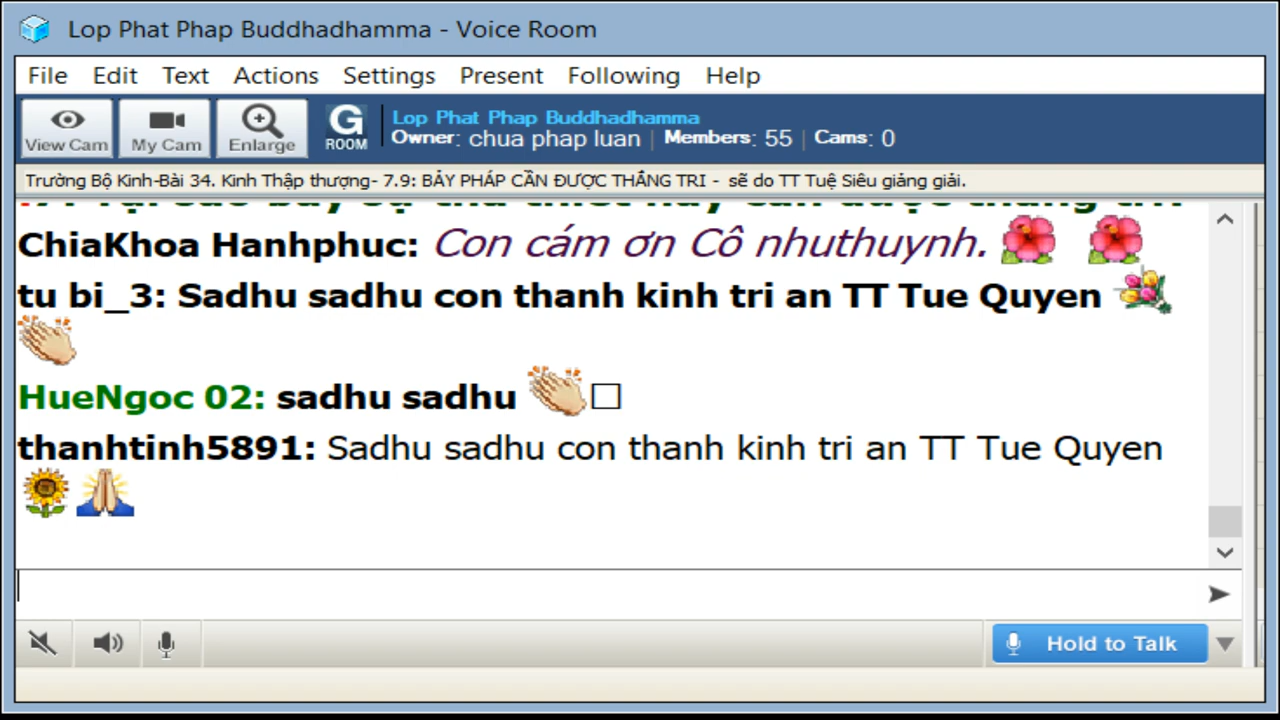 Lop Phat Phap Buddhadhamma - Voice Room
File Edit Text Actions Settings Present Following Help
View Cam My Cam Enlarge G ROOM
Lop Phat Phap Buddhadhamma
Owner: chua phap luan | Members: 55 | Cams: 0
Trường Bộ Kinh-Bài 34. Kinh Thập thượng- 7.9: BẢY PHÁP CẦN ĐƯỢC THẮNG TRI - sẽ do TT Tuệ Siêu giảng giải.
ChiaKhoa Hanhphuc: Con cám ơn Cô nhuthuynh.
tu bi_3: Sadhu sadhu con thanh kinh tri an TT Tue Quyen
HueNgoc 02: sadhu sadhu
thanhtinh5891: Sadhu sadhu con thanh kinh tri an TT Tue Quyen
Hold to Talk